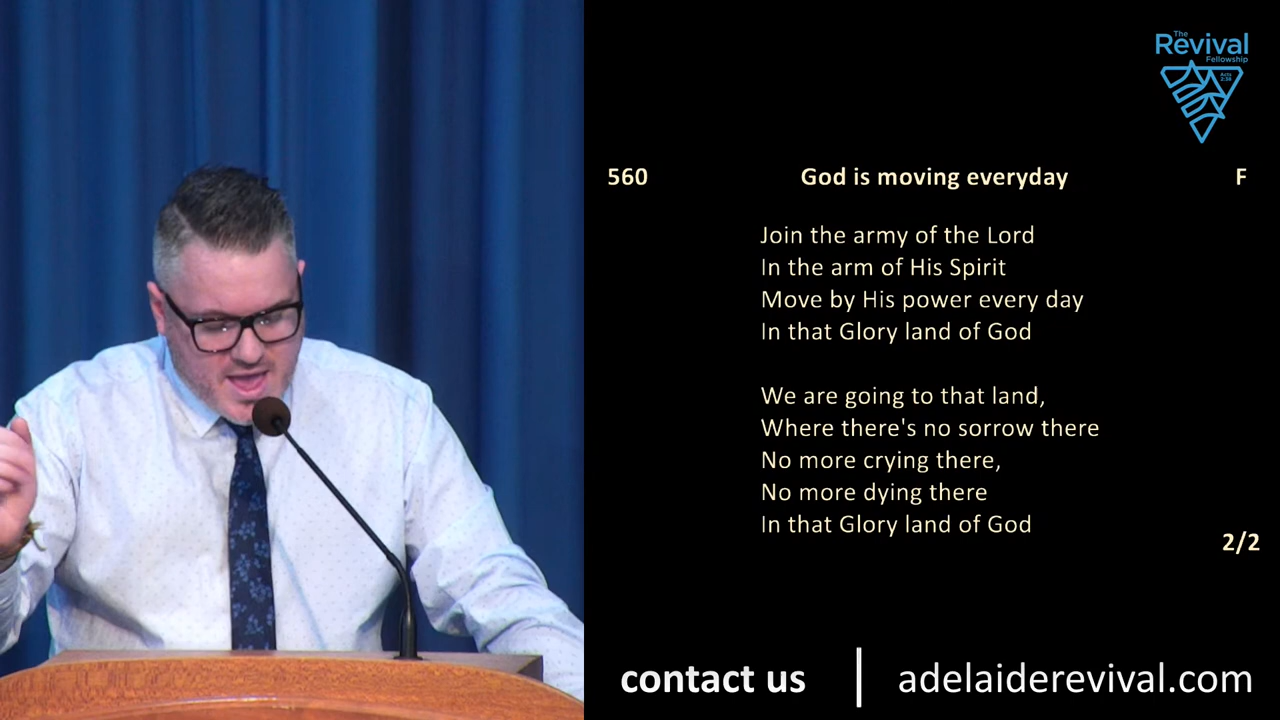 The
Revival
Fellowship
Acts
2:38
560 God is moving everyday F
Join the army of the Lord
In the arm of His Spirit
Move by His power every day
In that Glory land of God
We are going to that land,
Where there's no sorrow there
No more crying there,
No more dying there
In that Glory land of God
2/2
contact us | adelaiderevival.com